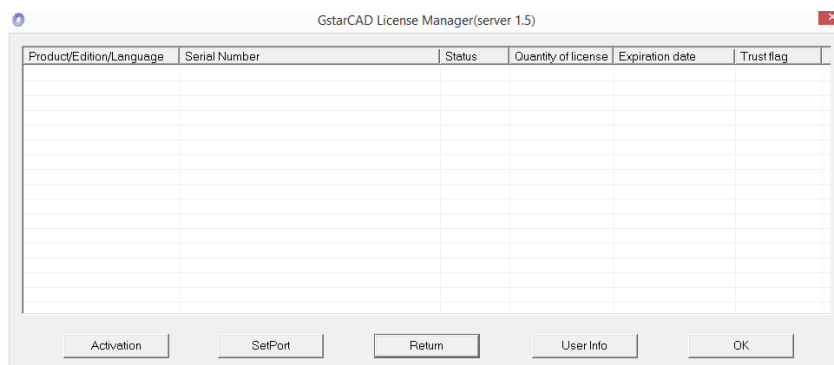 GstarCAD License Manager(server 1.5)
Product/Edition/Language Serial Number Status Quantity of license Expiration date Trust flag
Activation SetPort Return User Info OK